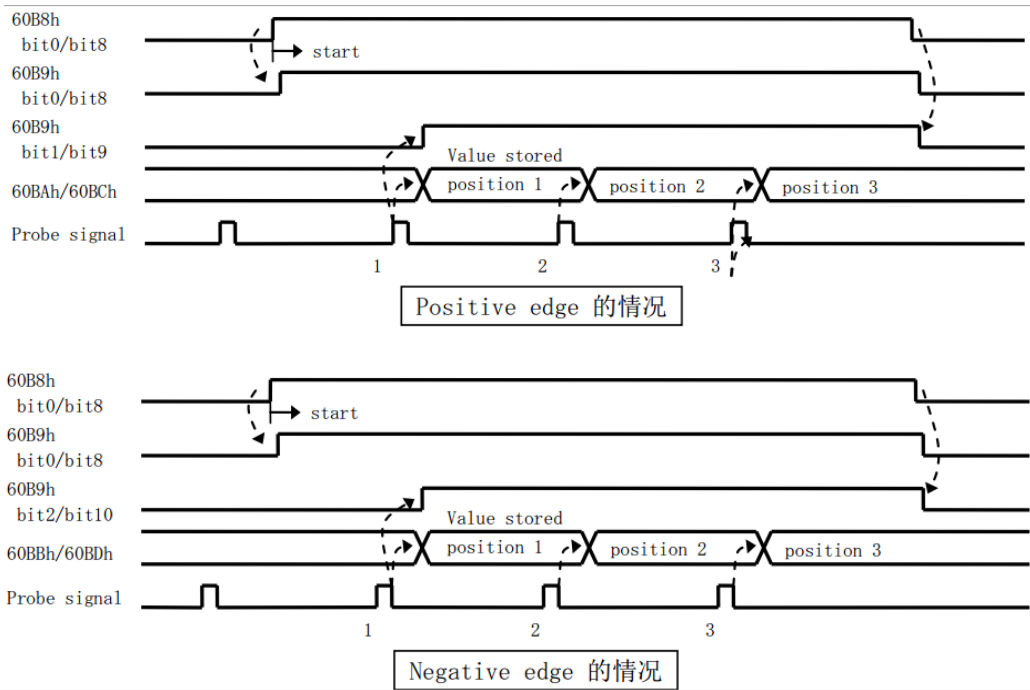 60B8h
bit0/bit8
start
60B9h
bit0/bit8
60B9h
bit1/bit9
Value stored
60BAh/60BCh
position 1
position 2
position 3
Probe signal
1
2
3
Positive edge 的情况
60B8h
bit0/bit8
start
60B9h
bit0/bit8
60B9h
bit2/bit10
Value stored
60BBh/60BDh
position 1
position 2
position 3
Probe signal
1
2
3
Negative edge 的情况